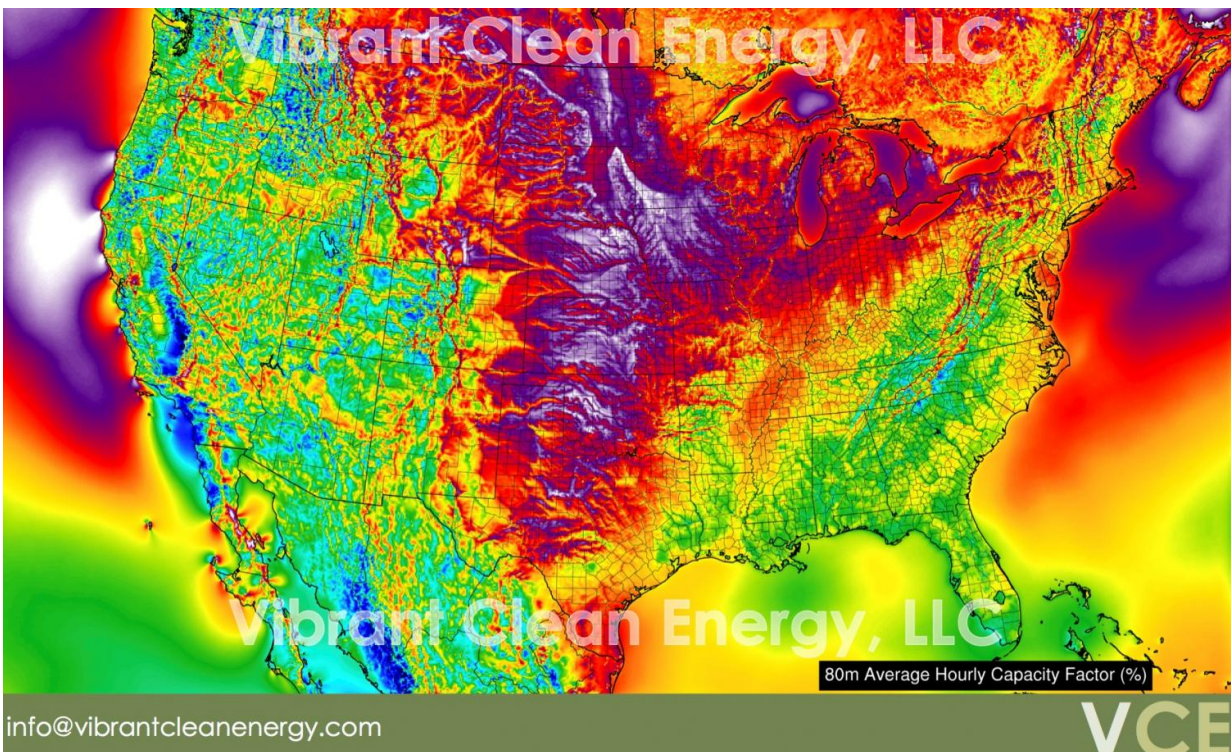 Vibrant Clean Energy, LLC
Vibrant Clean Energy, LLC
80m Average Hourly Capacity Factor (%)
info@vibrantcleanenergy.com
VCE